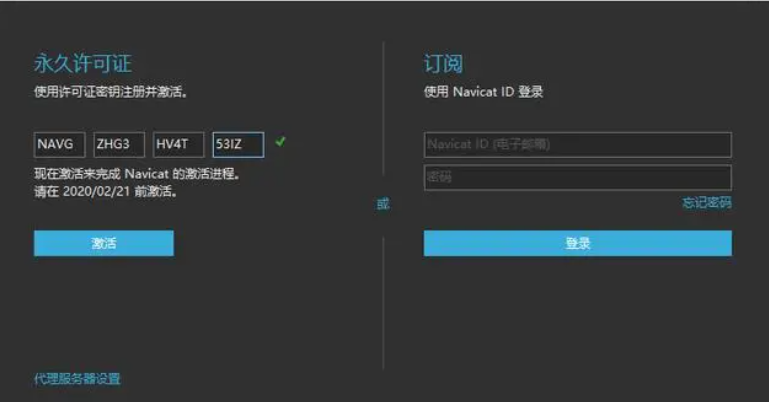 永久许可证
使用许可证密钥注册并激活。
NAVG ZHG3 HV4T 53IZ
现在激活来完成 Navicat 的激活进程。
请在 2020/02/21 前激活。
激活
代理服务器设置
或
订阅
使用 Navicat ID 登录
Navicat ID (电子邮箱)
密码
忘记密码
登录